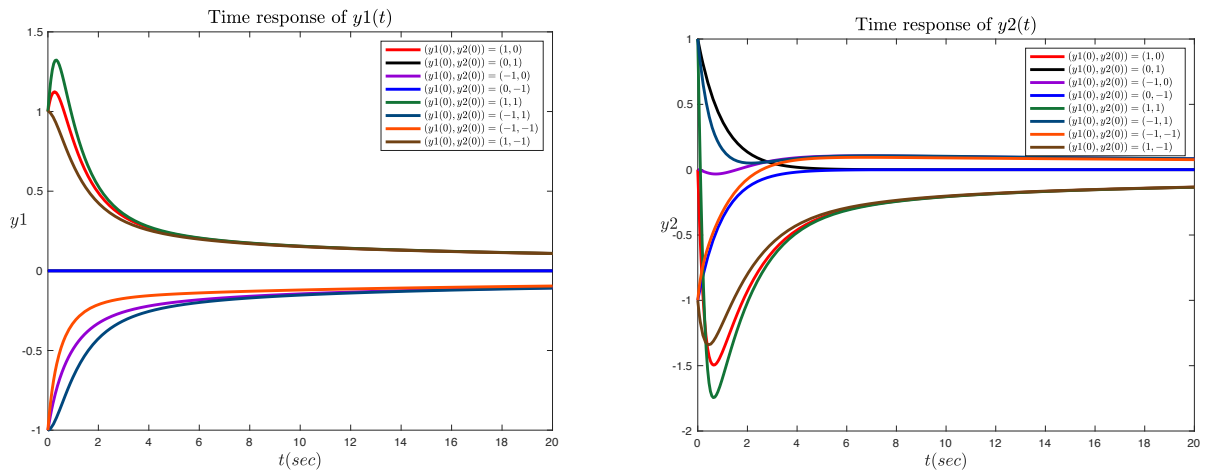 Time response of y1(t)
1.5
1
0.5
0
-0.5
-1
y1
(y1(0), y2(0)) = (1, 0)
(y1(0), y2(0)) = (0, 1)
(y1(0), y2(0)) = (−1, 0)
(y1(0), y2(0)) = (0, −1)
(y1(0), y2(0)) = (1, 1)
(y1(0), y2(0)) = (−1, 1)
(y1(0), y2(0)) = (−1, −1)
(y1(0), y2(0)) = (1, −1)
0 2 4 6 8 10 12 14 16 18 20
t(sec)
Time response of y2(t)
1
0.5
0
-0.5
-1
-1.5
-2
y2
(y1(0), y2(0)) = (1, 0)
(y1(0), y2(0)) = (0, 1)
(y1(0), y2(0)) = (−1, 0)
(y1(0), y2(0)) = (0, −1)
(y1(0), y2(0)) = (1, 1)
(y1(0), y2(0)) = (−1, 1)
(y1(0), y2(0)) = (−1, −1)
(y1(0), y2(0)) = (1, −1)
0 2 4 6 8 10 12 14 16 18 20
t(sec)